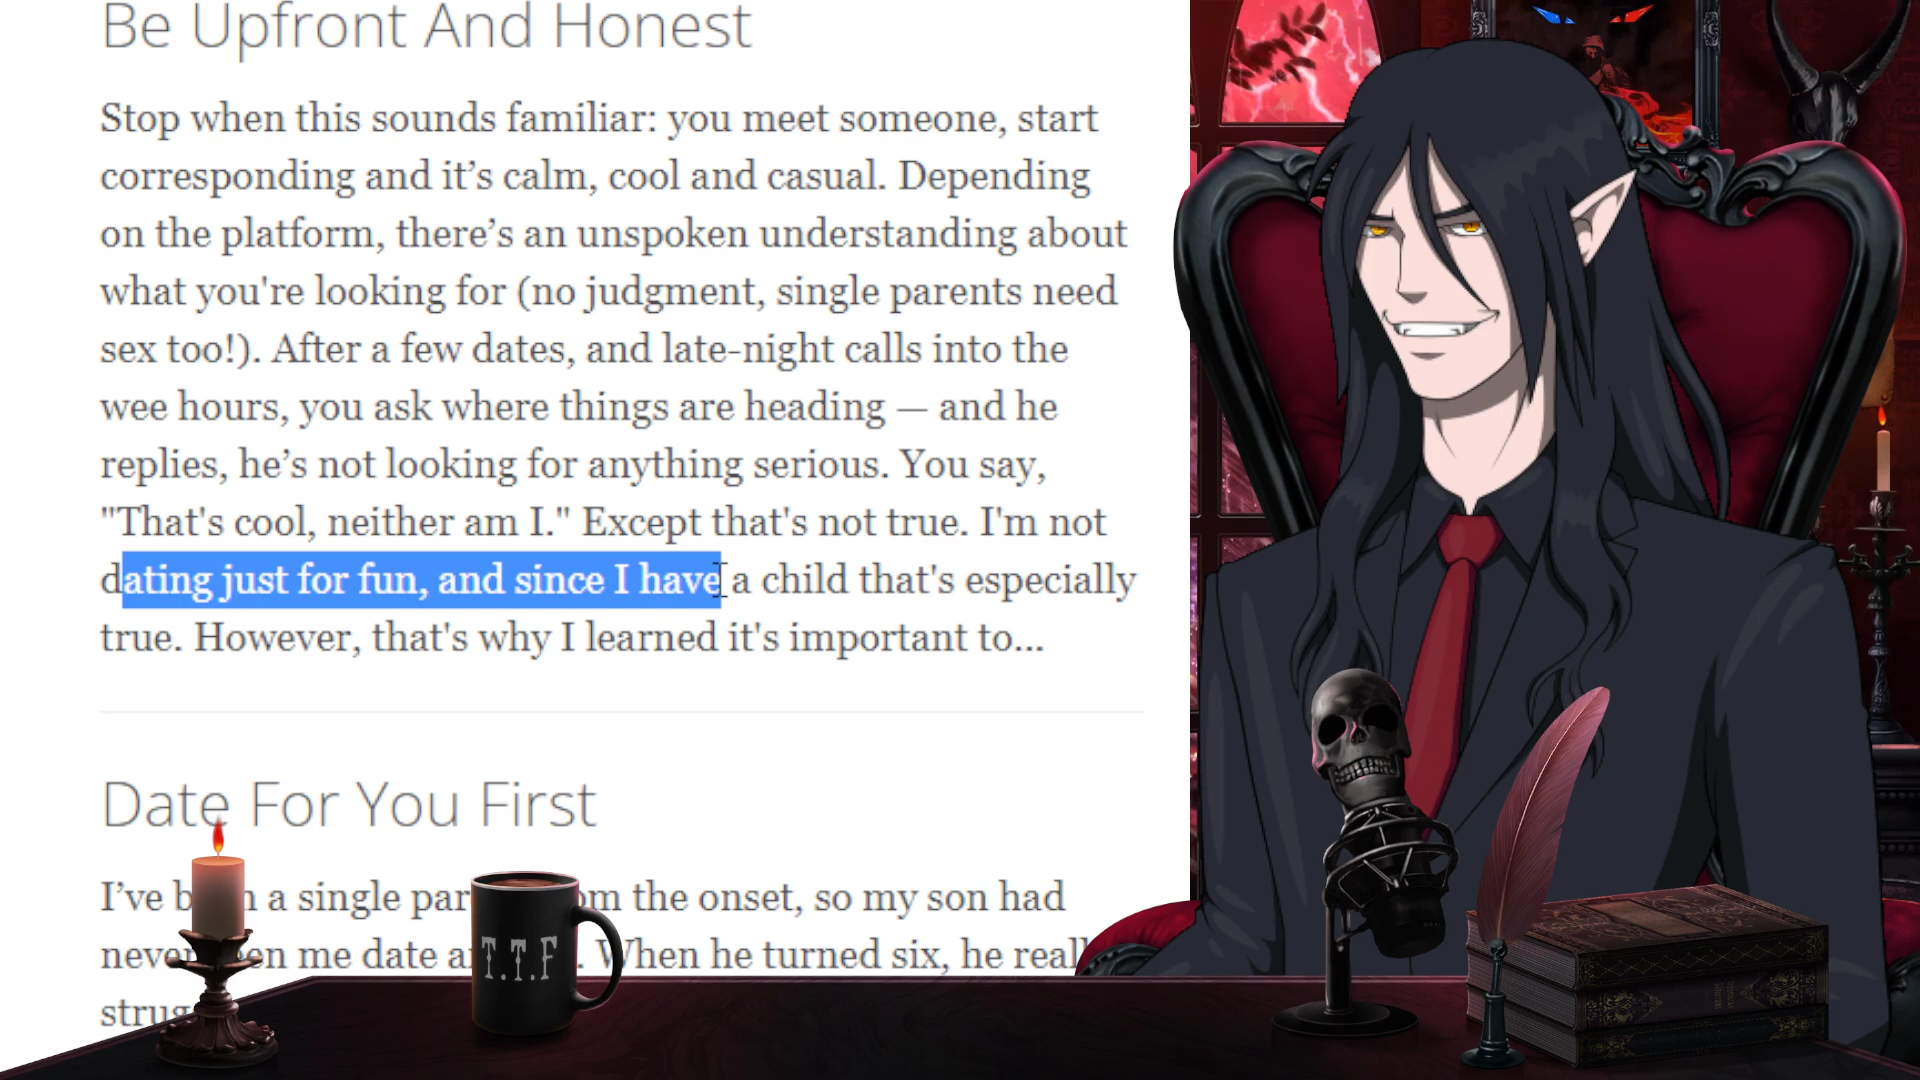 Be Upfront And Honest
Stop when this sounds familiar: you meet someone, start
corresponding and it’s calm, cool and casual. Depending
on the platform, there’s an unspoken understanding about
what you're looking for (no judgment, single parents need
sex too!). After a few dates, and late-night calls into the
wee hours, you ask where things are heading — and he
replies, he’s not looking for anything serious. You say,
"That's cool, neither am I." Except that's not true. I'm not
dating just for fun, and since I have a child that's especially
true. However, that's why I learned it's important to...
Date For You First
I’ve a single the onset, so my son had
me date When he turned six, he
T.T.F